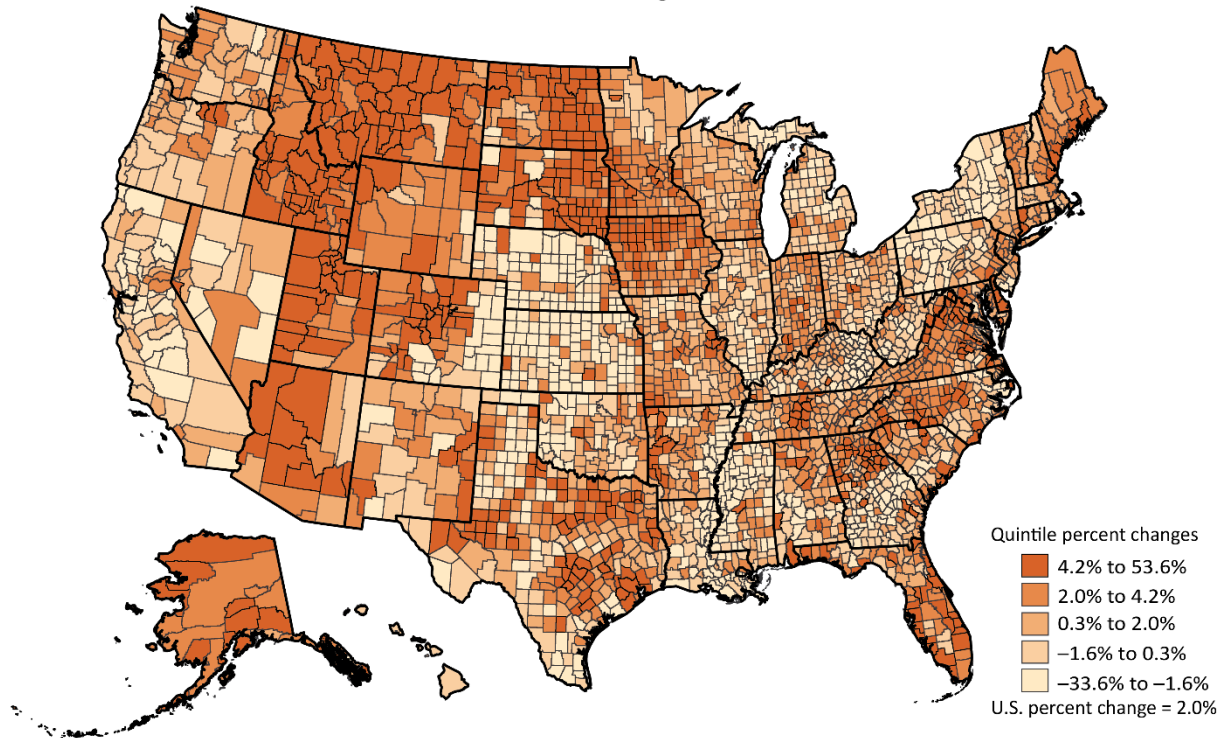 Quintile percent changes
4.2% to 53.6%
2.0% to 4.2%
0.3% to 2.0%
–1.6% to 0.3%
–33.6% to –1.6%
U.S. percent change = 2.0%